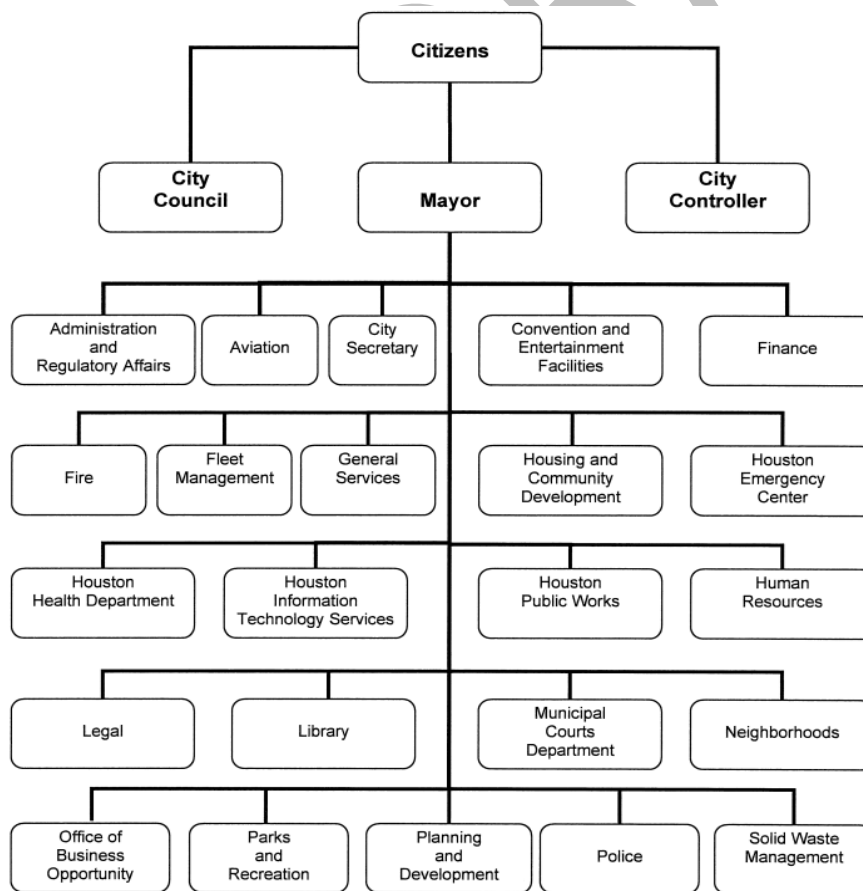 Citizens
City
Council
Mayor
City
Controller
Administration
and
Regulatory Affairs
Aviation
City
Secretary
Convention and
Entertainment
Facilities
Finance
Fire
Fleet
Management
General
Services
Housing and
Community
Development
Houston
Emergency
Center
Houston
Health Department
Houston
Information
Technology Services
Houston
Public Works
Human
Resources
Legal
Library
Municipal
Courts
Department
Neighborhoods
Office of
Business
Opportunity
Parks
and
Recreation
Planning
and
Development
Police
Solid Waste
Management